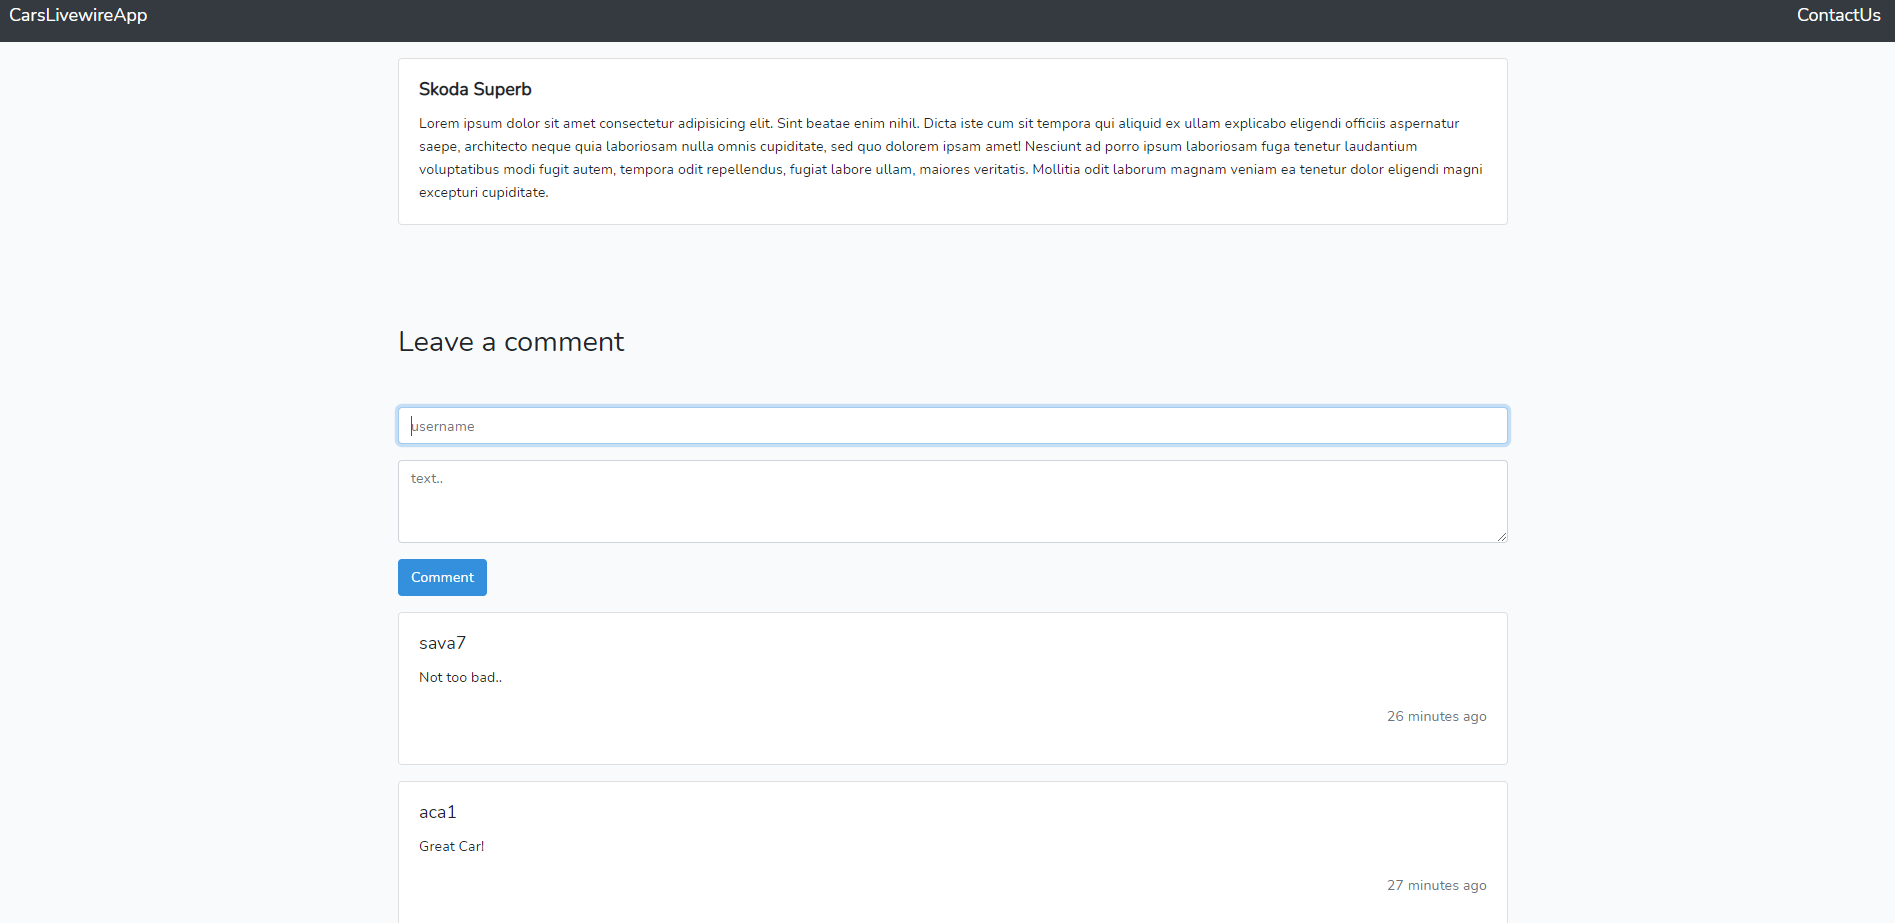 CarsLivewireApp
ContactUs
Skoda Superb
Lorem ipsum dolor sit amet consectetur adipisicing elit. Sint beatae enim nihil. Dicta iste cum sit tempora qui aliquid ex ullam explicabo eligendi officiis aspernatur
saepe, architecto neque quia laboriosam nulla omnis cupiditate, sed quo dolorem ipsam amet! Nesciunt ad porro ipsum laboriosam fuga tenetur laudantium
voluptatibus modi fugit autem, tempora odit repellendus, fugiat labore ullam, maiores veritatis. Mollitia odit laborum magnam veniam ea tenetur dolor eligendi magni
excepturi cupiditate.
Leave a comment
username
text..
Comment
sava7
Not too bad..
26 minutes ago
aca1
Great Car!
27 minutes ago